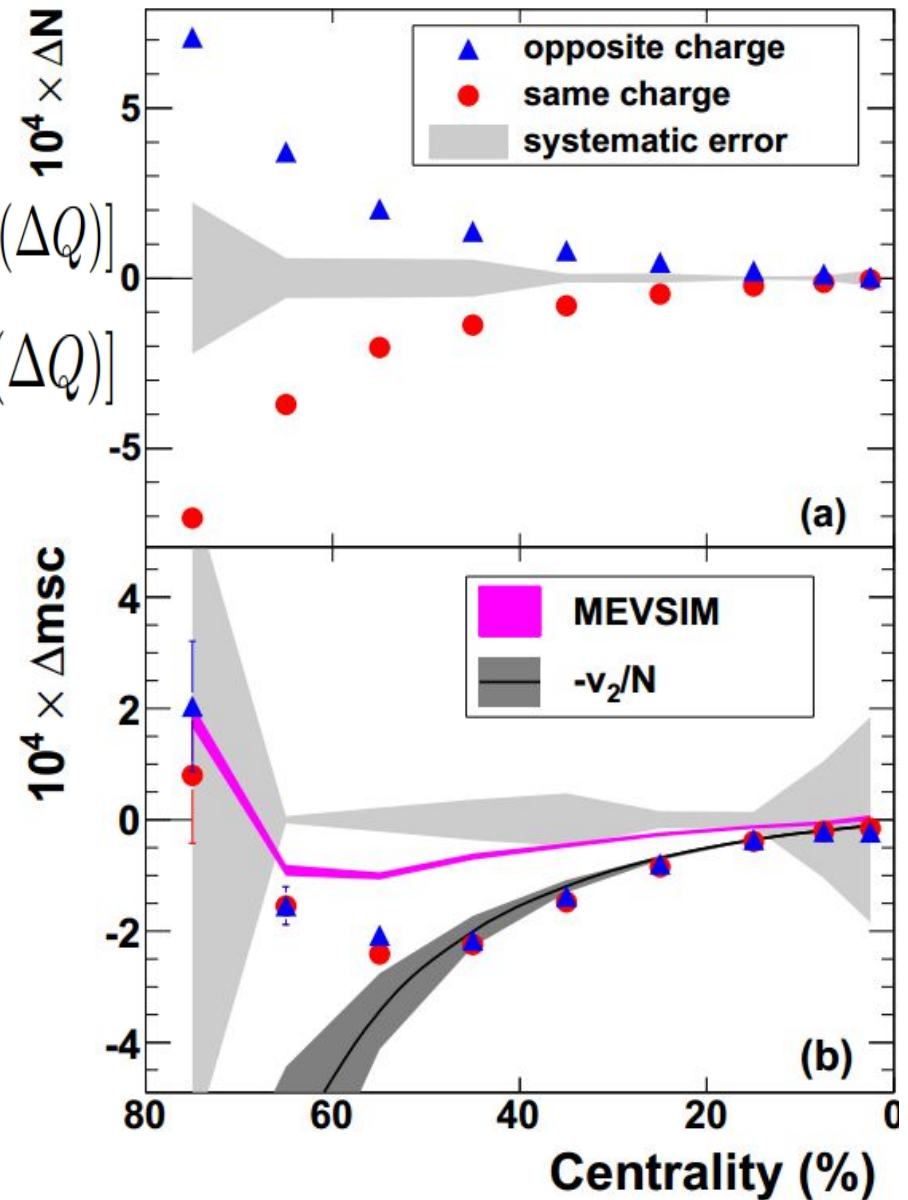 10⁴ × ΔN
opposite charge
same charge
systematic error
5
(ΔQ)]
0
(ΔQ)]
-5
(a)
10⁴ × Δmsc
MEVSIM
-v₂/N
4
2
0
-2
-4
(b)
80 60 40 20 0
Centrality (%)